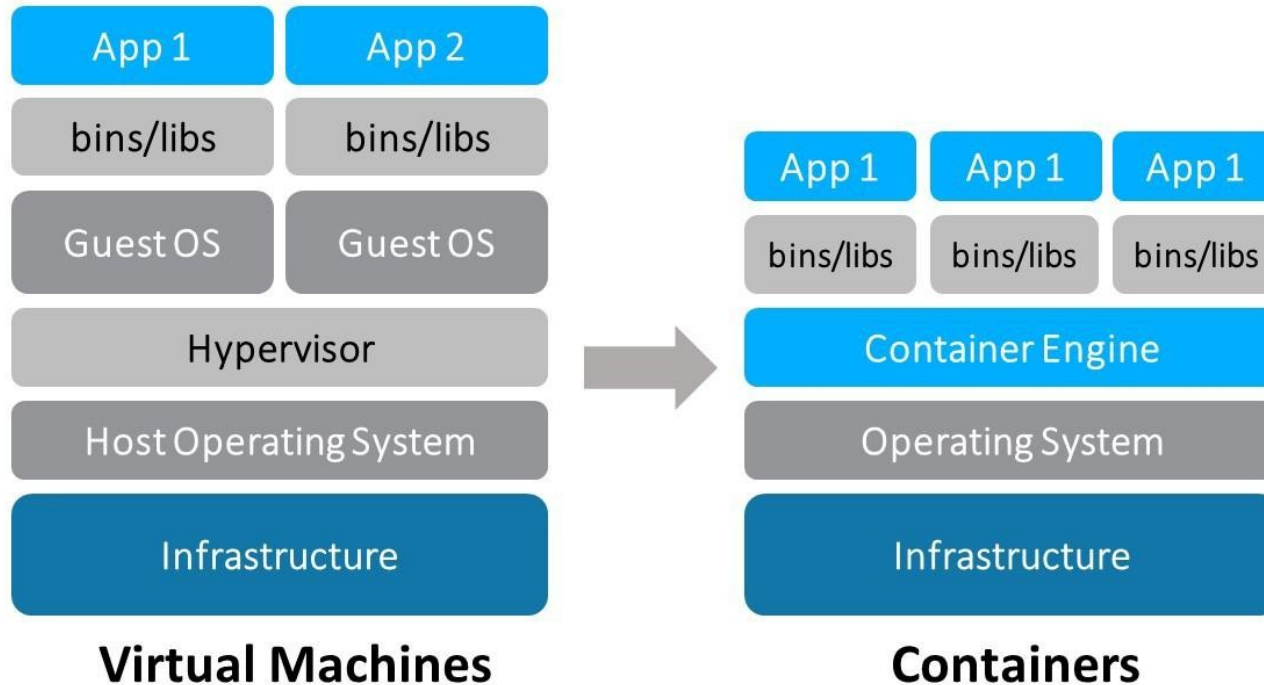 App 1
App 2
bins/libs
bins/libs
Guest OS
Guest OS
Hypervisor
Host Operating System
Infrastructure
Virtual Machines
App 1
App 1
App 1
bins/libs
bins/libs
bins/libs
Container Engine
Operating System
Infrastructure
Containers